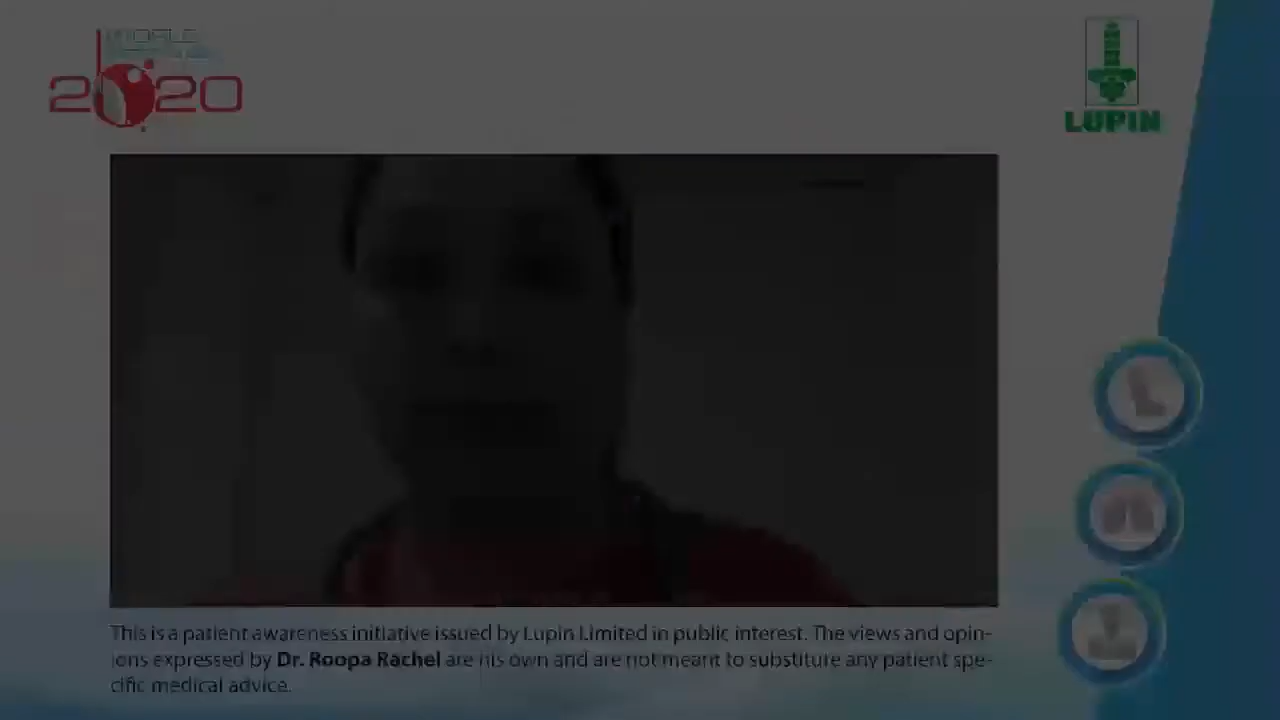 WORLD
2020
LUPIN
This is a patient awareness initiative issued by Lupin Limited in public interest. The views and opin-
ions expressed by Dr. Roopa Rachel are his own and are not meant to substitute any patient spe-
cific medical advice.